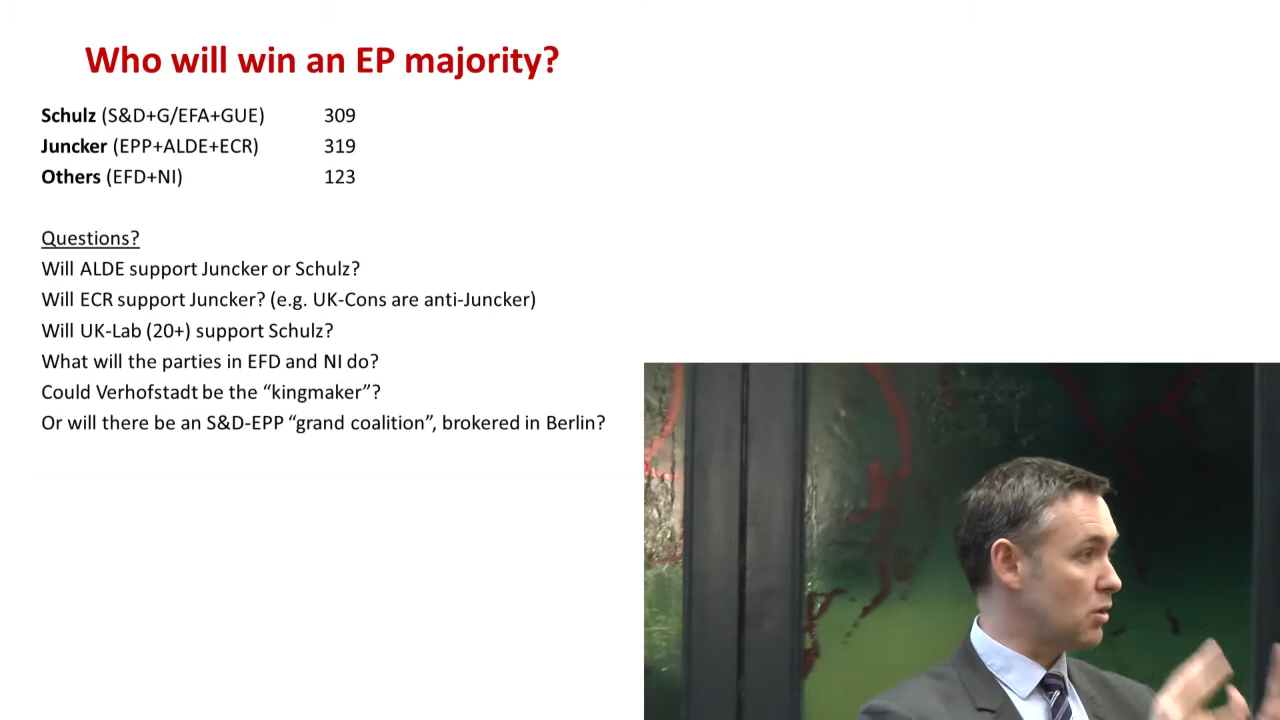 Who will win an EP majority?
Schulz (S&D+G/EFA+GUE) 309
Juncker (EPP+ALDE+ECR) 319
Others (EFD+NI) 123
Questions?
Will ALDE support Juncker or Schulz?
Will ECR support Juncker? (e.g. UK-Cons are anti-Juncker)
Will UK-Lab (20+) support Schulz?
What will the parties in EFD and NI do?
Could Verhofstadt be the “kingmaker”?
Or will there be an S&D-EPP “grand coalition”, brokered in Berlin?